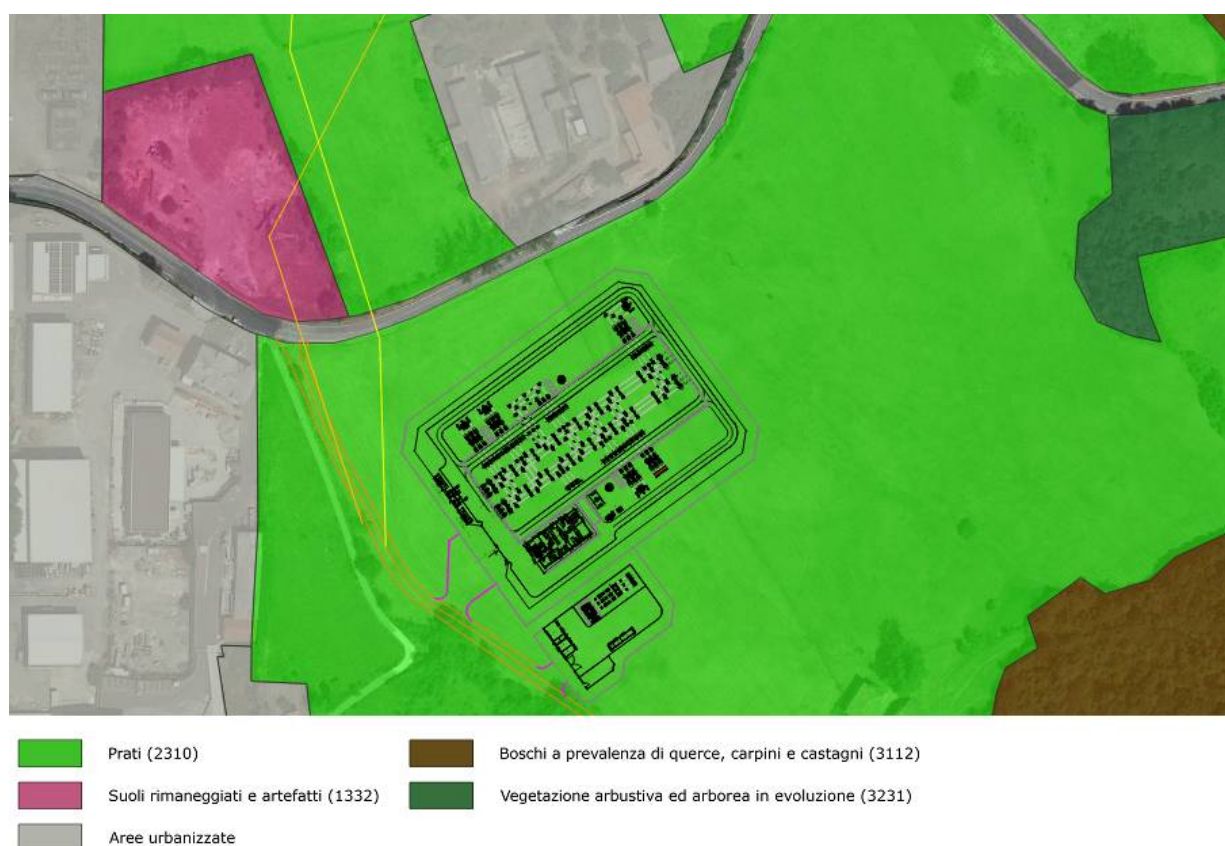 Prati (2310)
Suoli rimaneggiati e artefatti (1332)
Aree urbanizzate
Boschi a prevalenza di querce, carpini e castagni (3112)
Vegetazione arbustiva ed arborea in evoluzione (3231)